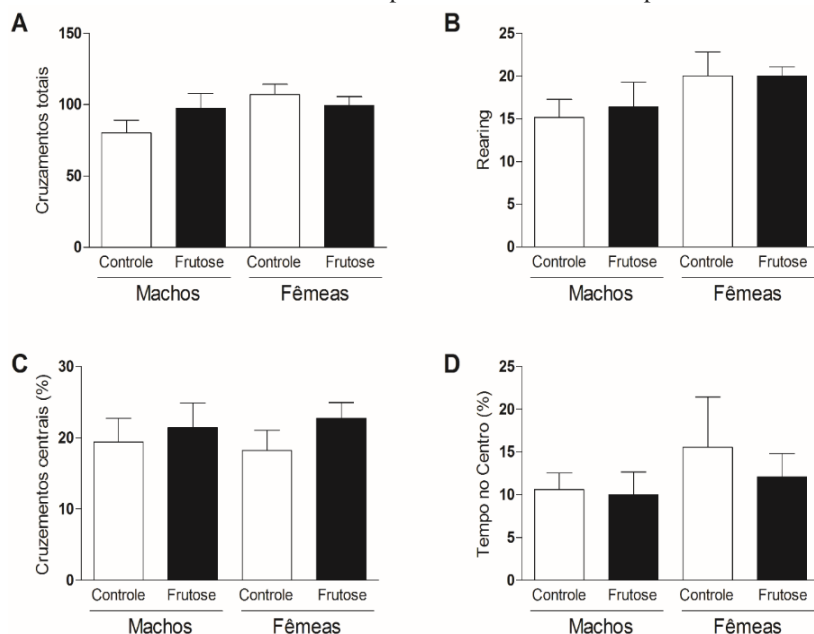 A
Cruzamentos totais
150
100
50
0
Controle Frutose Controle Frutose
Machos Fêmeas
B
Rearing
25
20
15
10
5
0
Controle Frutose Controle Frutose
Machos Fêmeas
C
Cruzementos centrais (%)
30
20
10
0
Controle Frutose Controle Frutose
Machos Fêmeas
D
Tempo no Centro (%)
25
20
15
10
5
0
Controle Frutose Controle Frutose
Machos Fêmeas